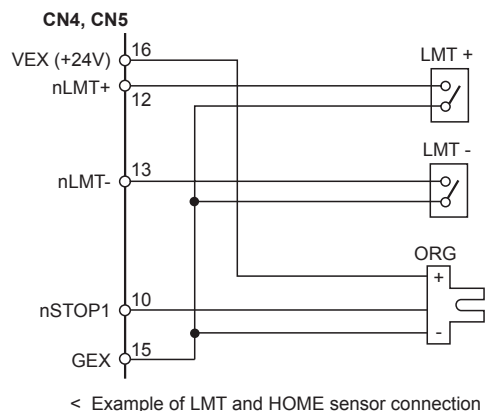 CN4, CN5
VEX (+24V)
16
LMT +
nLMT+
12
LMT -
nLMT-
13
ORG
+
nSTOP1
10
-
GEX
15
< Example of LMT and HOME sensor connection